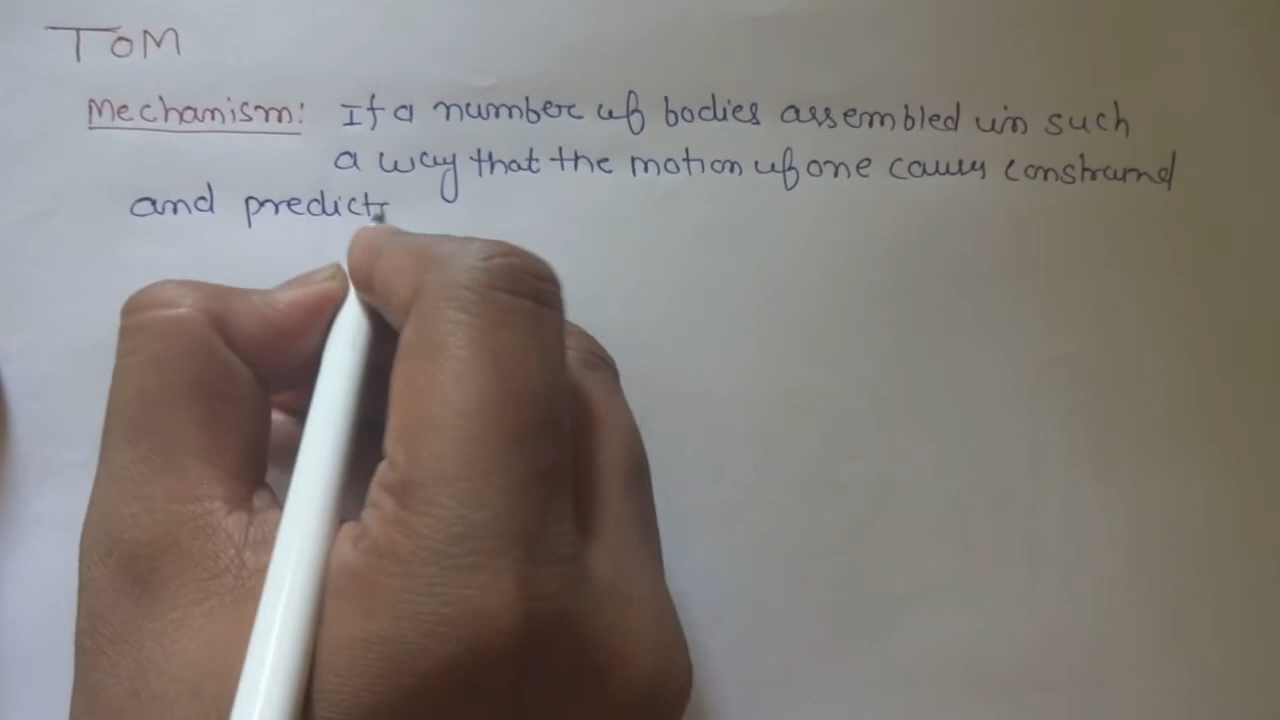 TOM
Mechanism: If a number of bodies assembled in such
a way that the motion of one causes constrained
and predict